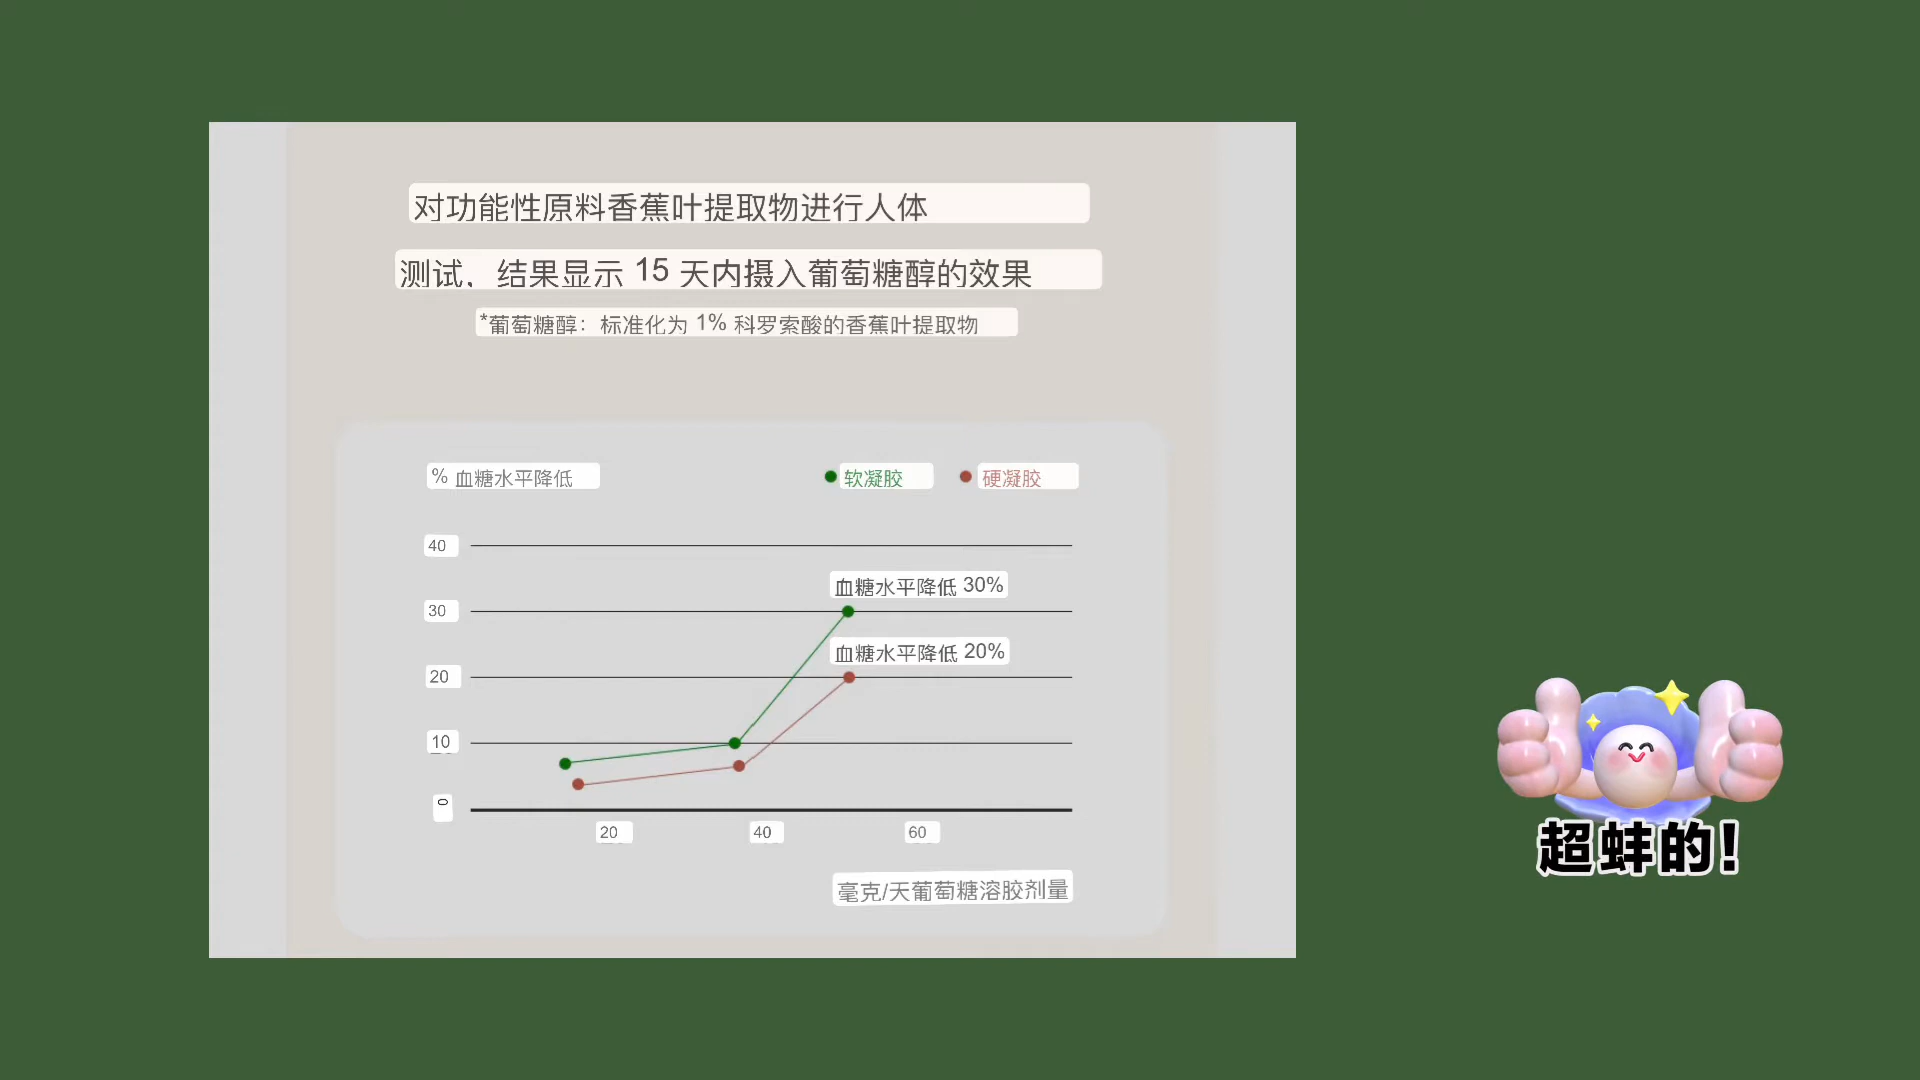 对功能性原料香蕉叶提取物进行人体
测试，结果显示 15 天内摄入葡萄糖醇的效果
*葡萄糖醇：标准化为 1% 科罗索酸的香蕉叶提取物
% 血糖水平降低
软凝胶
硬凝胶
40
血糖水平降低 30%
30
血糖水平降低 20%
20
10
0
20
40
60
毫克/天葡萄糖溶胶剂量
超蚌的!